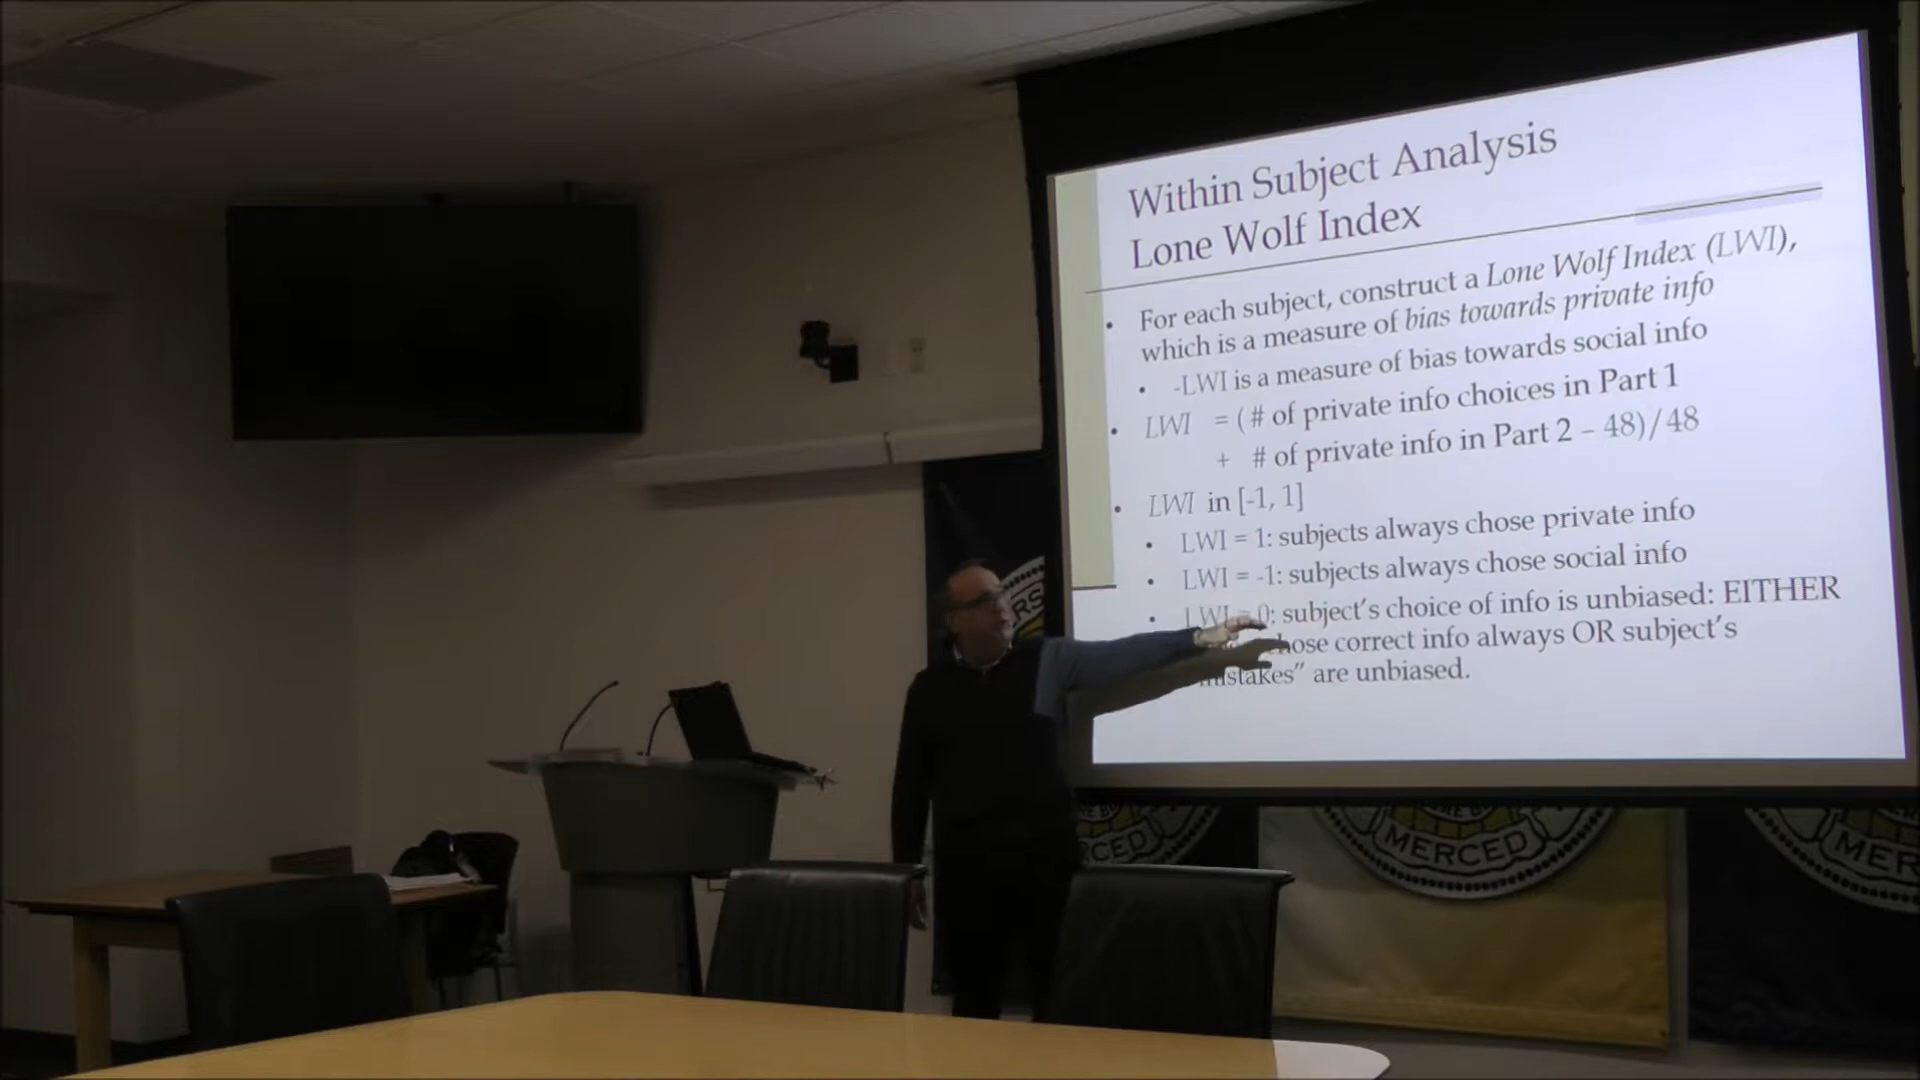 Within Subject Analysis
Lone Wolf Index
• For each subject, construct a Lone Wolf Index (LWI),
which is a measure of bias towards private info
• -LWI is a measure of bias towards social info
• LWI = ( # of private info choices in Part 1
+ # of private info in Part 2 – 48)/48
• LWI in [-1, 1]
• LWI = 1: subjects always chose private info
• LWI = -1: subjects always chose social info
• LWI = 0: subject's choice of info is unbiased: EITHER
correct info always OR subject's
are unbiased.
MERCED